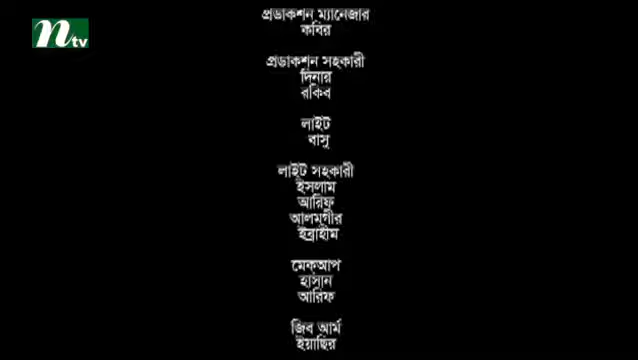 ntv
প্রডাকশন ম্যানেজার
কবির
প্রডাকশন সহকারী
দিনার
রকিব
লাইট
বাসু
লাইট সহকারী
ইসলাম
আরিফ
আলমগীর
ইব্রাহীম
মেকআপ
হাসান
আরিফ
জিব আর্ম
ইয়াছির